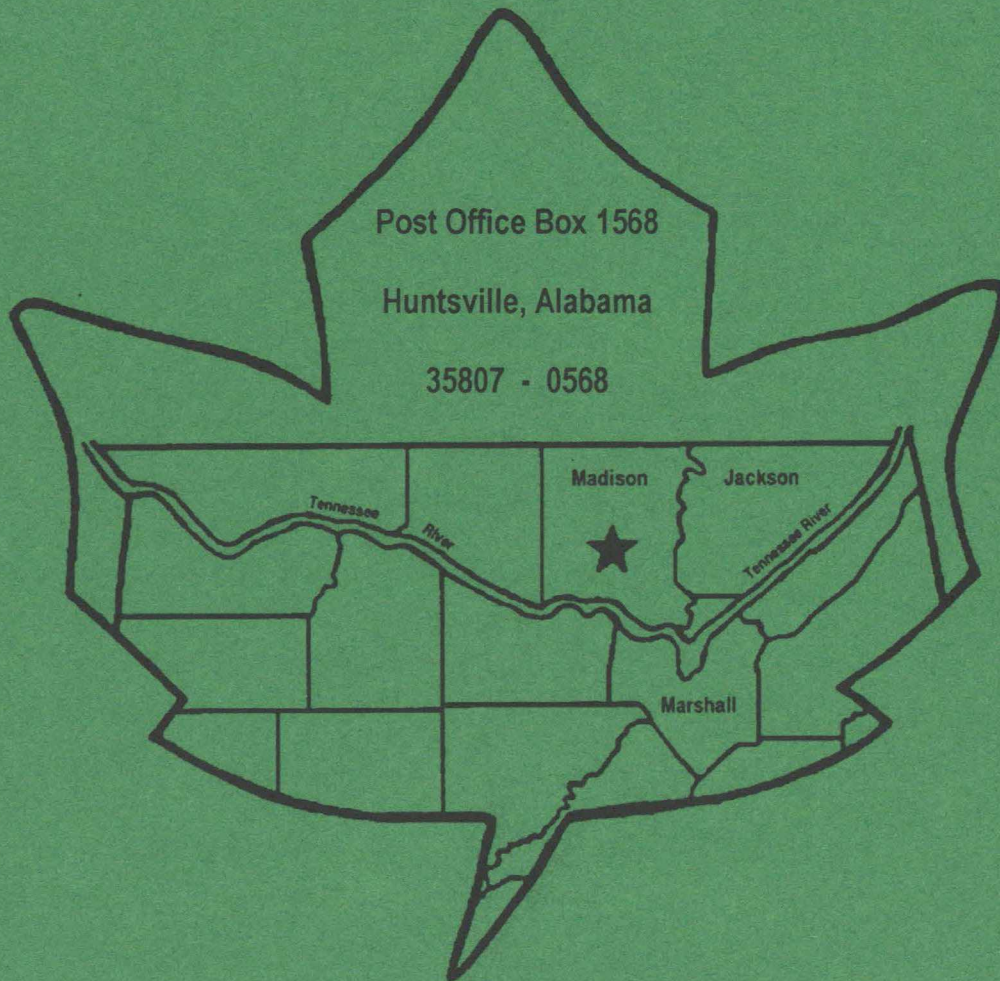 Post Office Box 1568
Huntsville, Alabama
35807 - 0568
Madison
Jackson
Tennessee
River
Tennessee River
Marshall